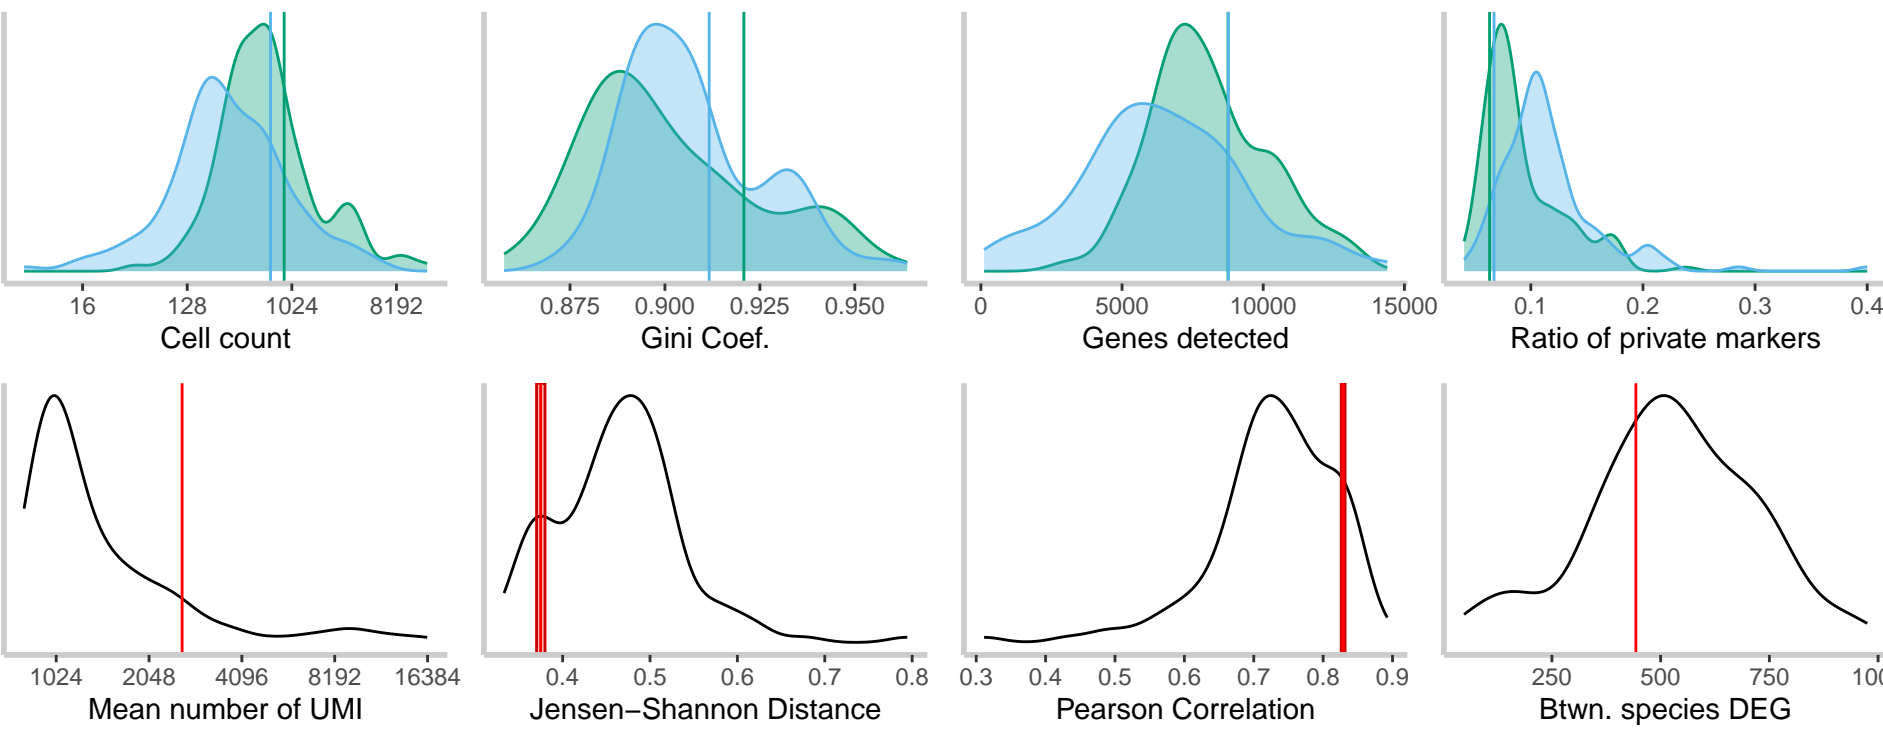 16 128 1024 8192
Cell count
0.875 0.900 0.925 0.950
Gini Coef.
0 5000 10000 15000
Genes detected
0.1 0.2 0.3 0.4
Ratio of private markers
1024 2048 4096 8192 16384
Mean number of UMI
0.4 0.5 0.6 0.7 0.8
Jensen−Shannon Distance
0.3 0.4 0.5 0.6 0.7 0.8 0.9
Pearson Correlation
250 500 750 100
Btwn. species DEG